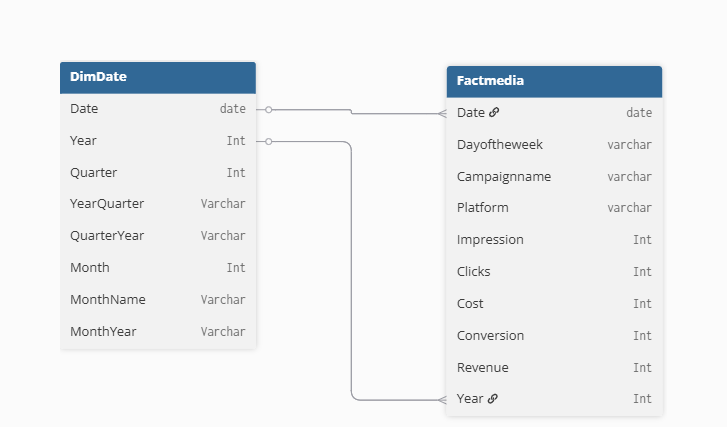 DimDate
Date date
Year Int
Quarter Int
YearQuarter Varchar
QuarterYear Varchar
Month Int
MonthName Varchar
MonthYear Varchar
Factmedia
Date date
Dayoftheweek varchar
Campaignname varchar
Platform varchar
Impression Int
Clicks Int
Cost Int
Conversion Int
Revenue Int
Year Int